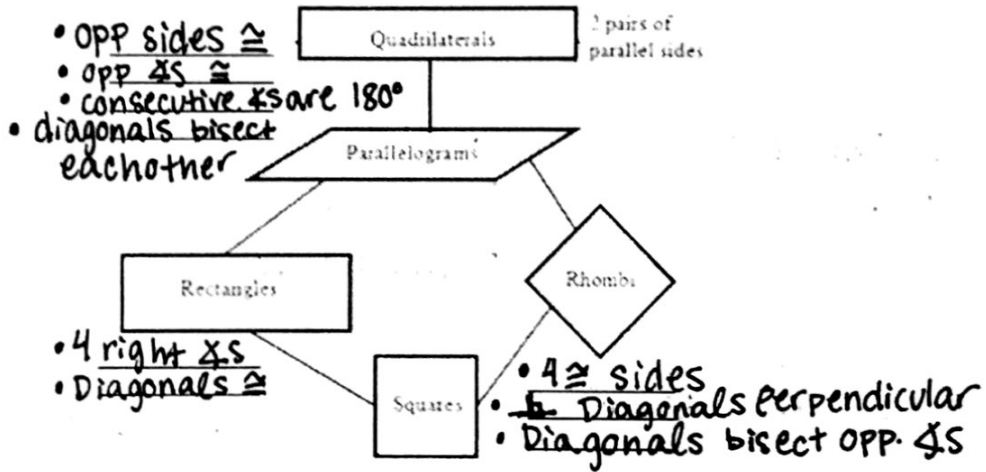 • opp sides ≅
• opp ∡s ≅
• consecutive ∡s are 180°
• diagonals bisect
eachother
Quadrilaterals
2 pairs of
parallel sides
Parallelograms
Rectangles
Rhombi
• 4 right ∡s
• Diagonals ≅
Squares
• 4 ≅ sides
• Diagonals perpendicular
• Diagonals bisect opp. ∡s